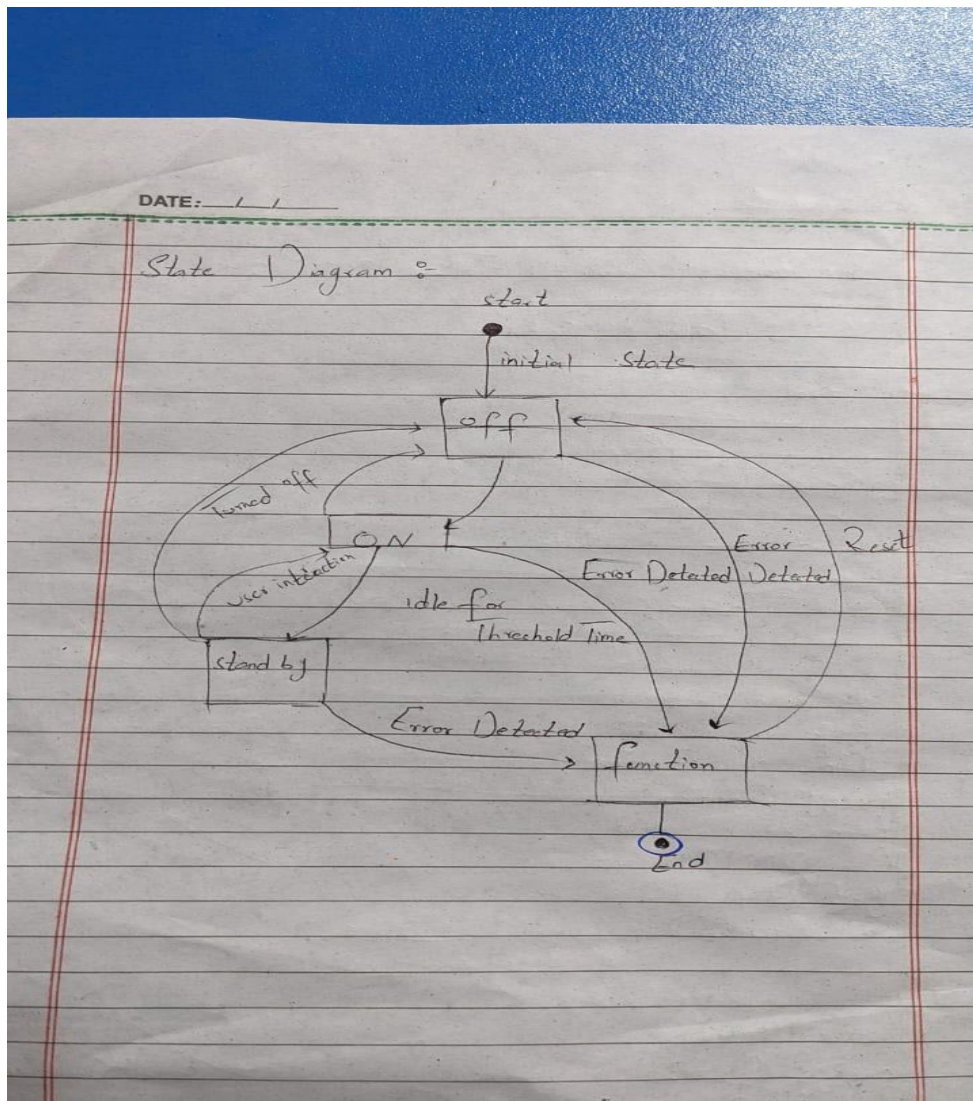 DATE: / /
State Diagram :-
start
initial State
off
Turned off
ON
Error Reset
Error Detected Detected
User interaction
idle for
Threshold Time
stand by
Error Detected
function
End